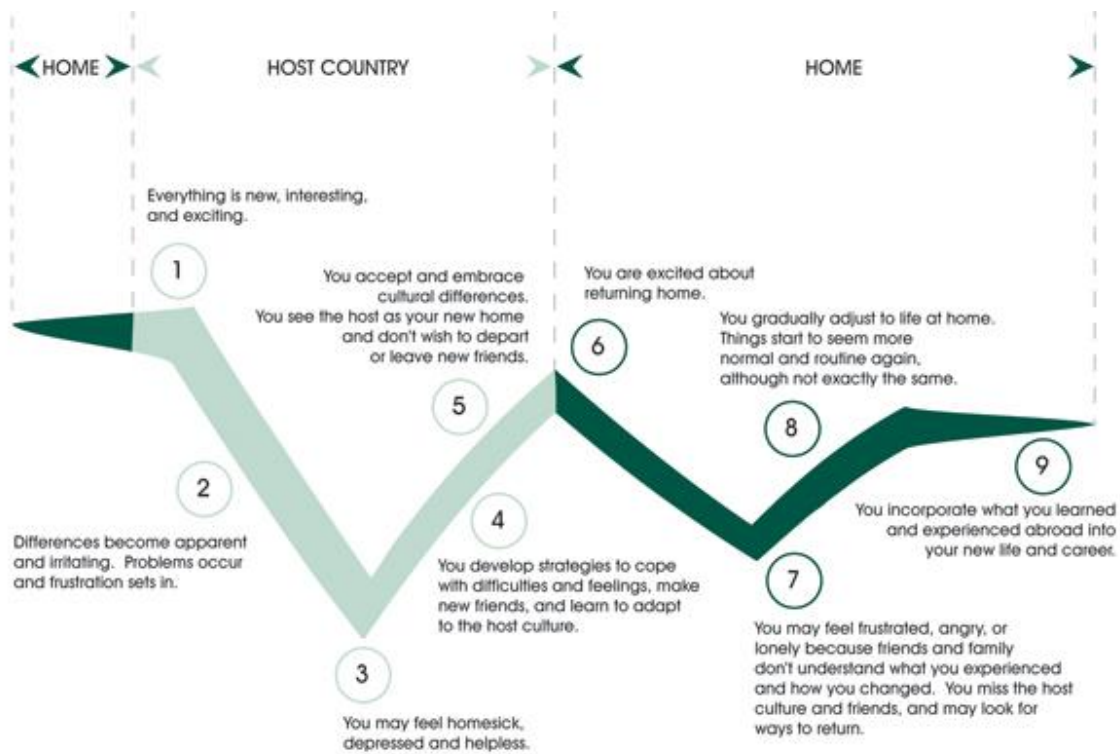 HOME
HOST COUNTRY
HOME
Everything is new, interesting,
and exciting.
1
2
Differences become apparent
and irritating.  Problems occur
and frustration sets in.
3
You may feel homesick,
depressed and helpless.
4
You develop strategies to cope
with difficulties and feelings, make
new friends, and learn to adapt
to the host culture.
You accept and embrace
cultural differences.
You see the host as your new home
and don't wish to depart
or leave new friends.
5
You are excited about
returning home.
6
7
You may feel frustrated, angry, or
lonely because friends and family
don't understand what you experienced
and how you changed.  You miss the host
culture and friends, and may look for
ways to return.
You gradually adjust to life at home.
Things start to seem more
normal and routine again,
although not exactly the same.
8
9
You incorporate what you learned
and experienced abroad into
your new life and career.